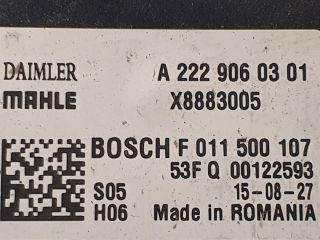 DAIMLER A 222 906 03 01
MAHLE X8883005
BOSCH F 011 500 107
53F Q 00122593
S05 15-08-27
H06 Made in ROMANIA